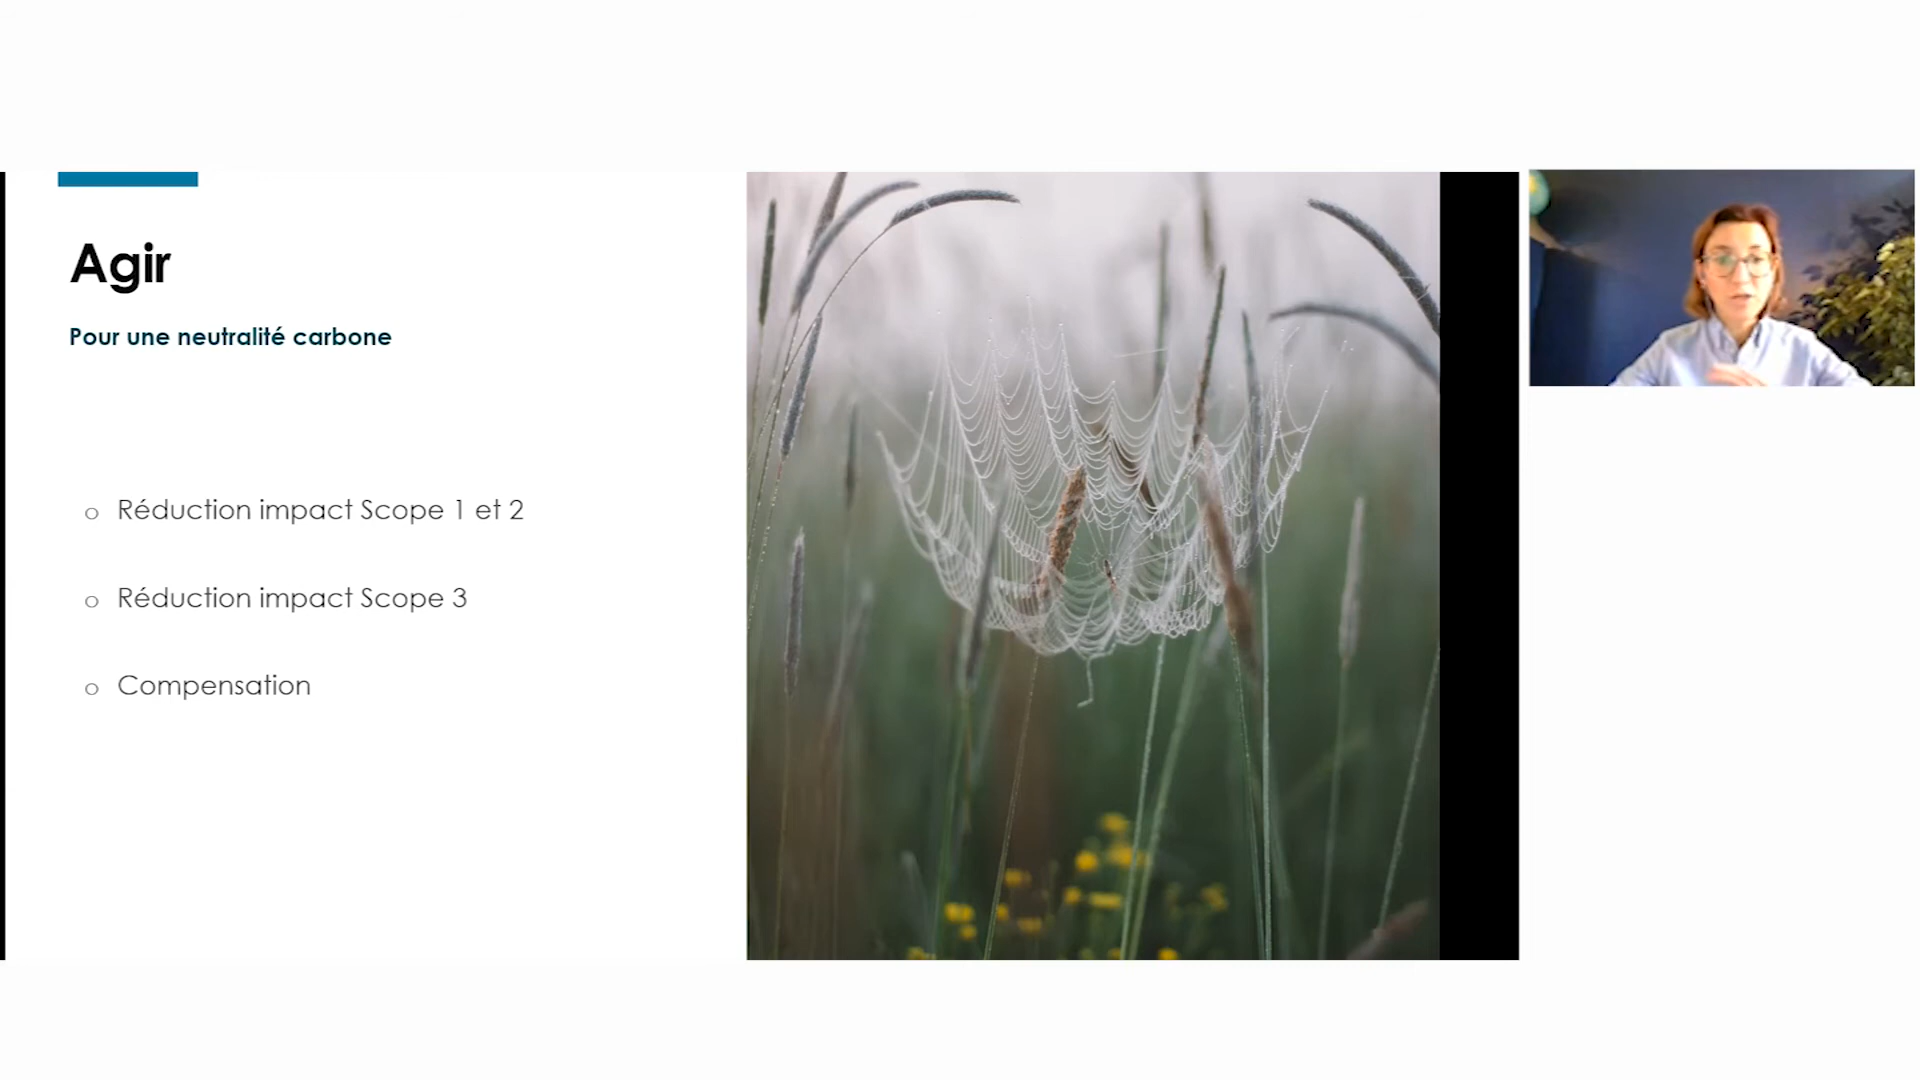 Agir
Pour une neutralité carbone
o Réduction impact Scope 1 et 2
o Réduction impact Scope 3
o Compensation